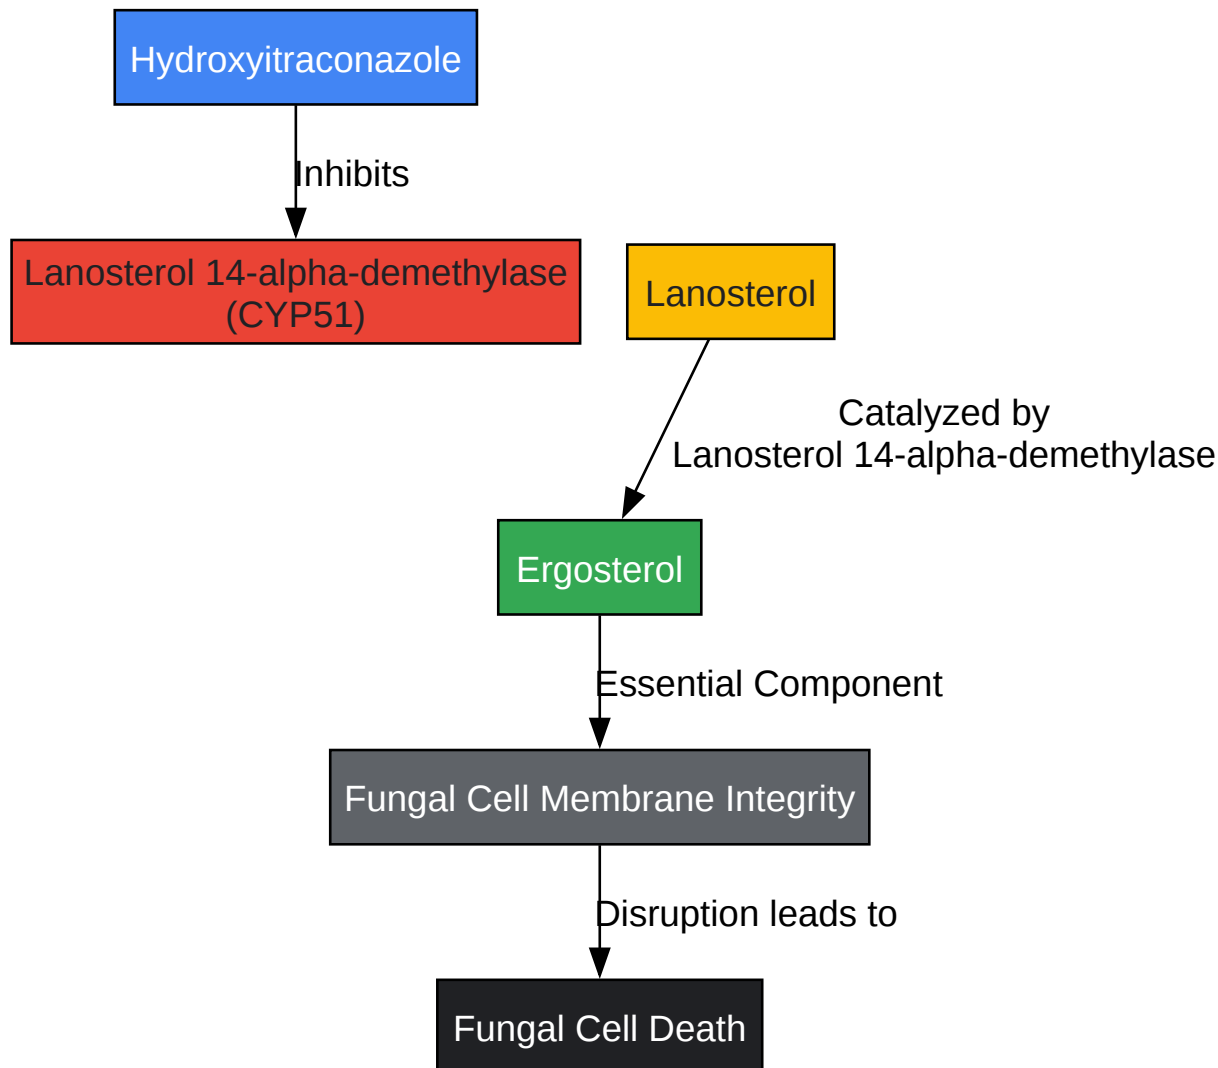 Hydroxyitraconazole
Inhibits
Lanosterol 14-alpha-demethylase
(CYP51)
Lanosterol
Catalyzed by
Lanosterol 14-alpha-demethylase
Ergosterol
Essential Component
Fungal Cell Membrane Integrity
Disruption leads to
Fungal Cell Death